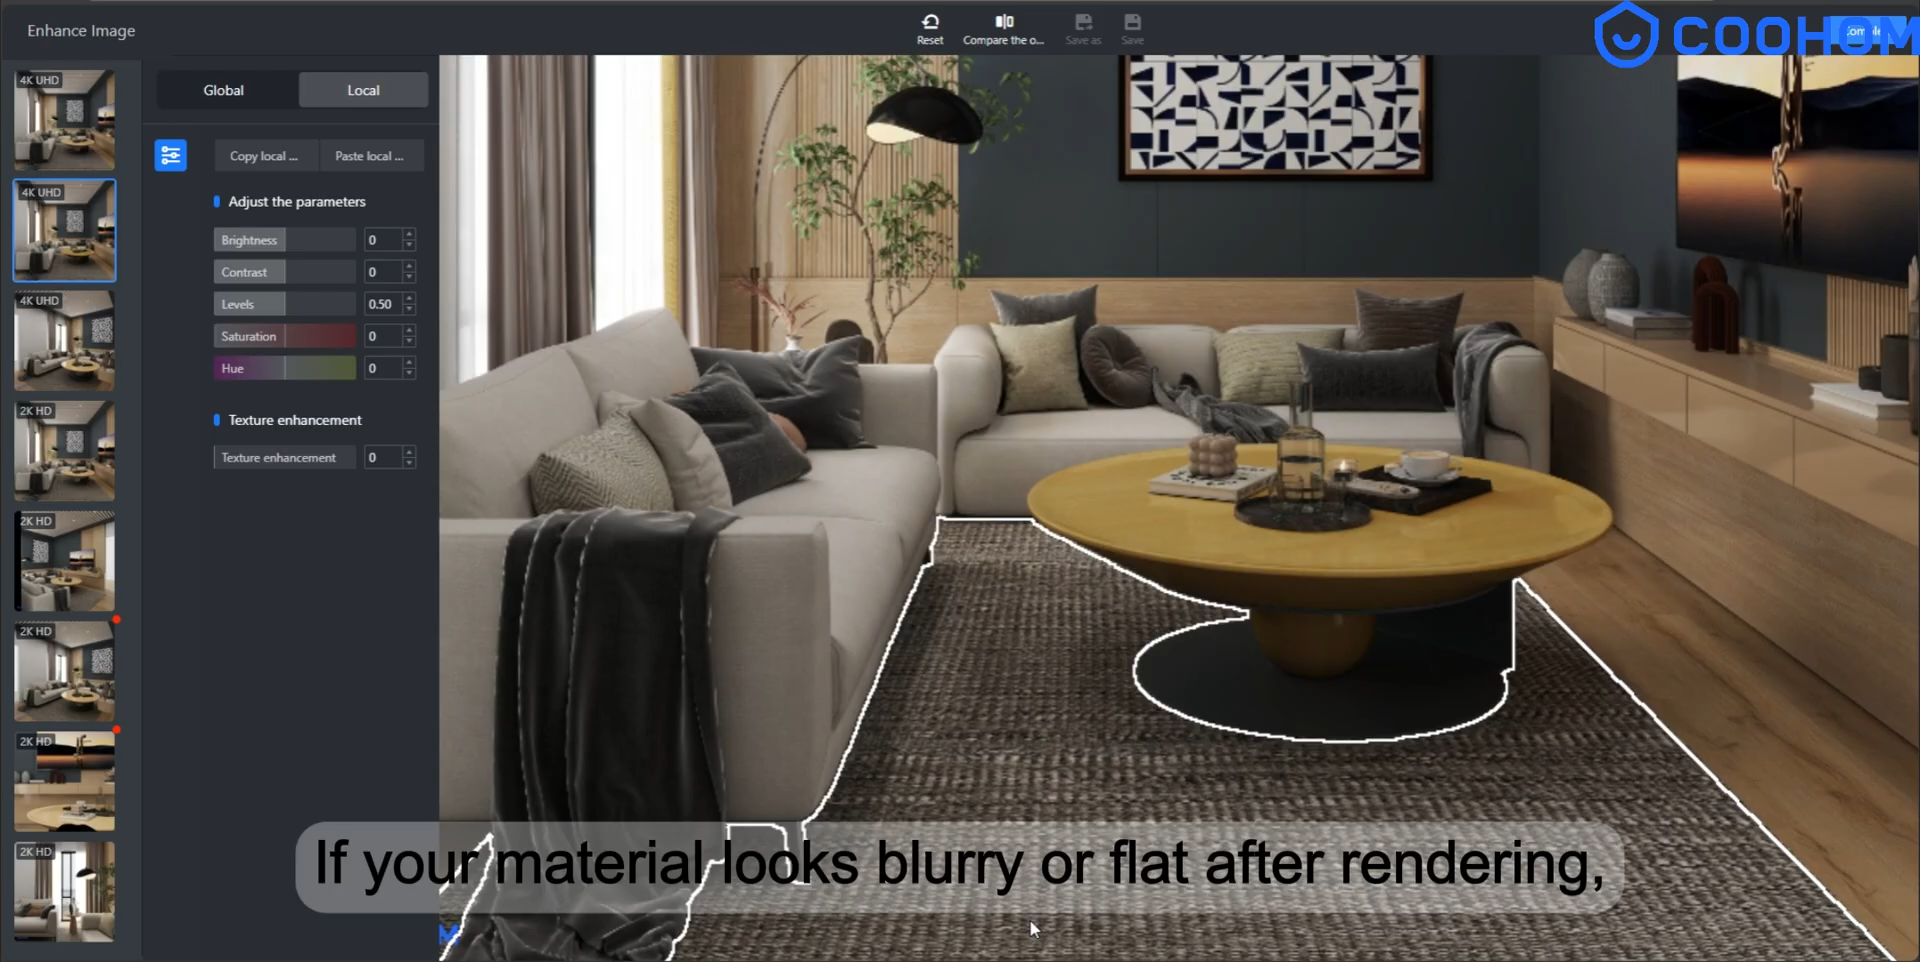 Enhance Image
Reset
Compare the o...
Save as
Save
COOHOM
4K UHD
4K UHD
4K UHD
2K HD
2K HD
2K HD
2K HD
2K HD
Global
Local
Copy local ...
Paste local ...
Adjust the parameters
Brightness 0
Contrast 0
Levels 0.50
Saturation 0
Hue 0
Texture enhancement
Texture enhancement 0
If your material looks blurry or flat after rendering,